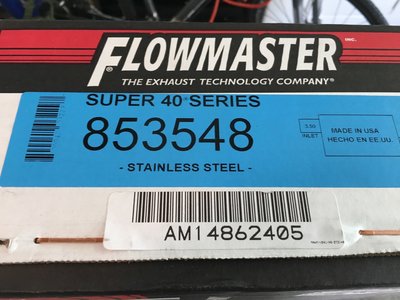 FLOWMASTER INC.
THE EXHAUST TECHNOLOGY COMPANY®
SUPER 40® SERIES
853548
- STAINLESS STEEL -
3.50
INLET
MADE IN USA
HECHO EN EE.UU.
AM14862405